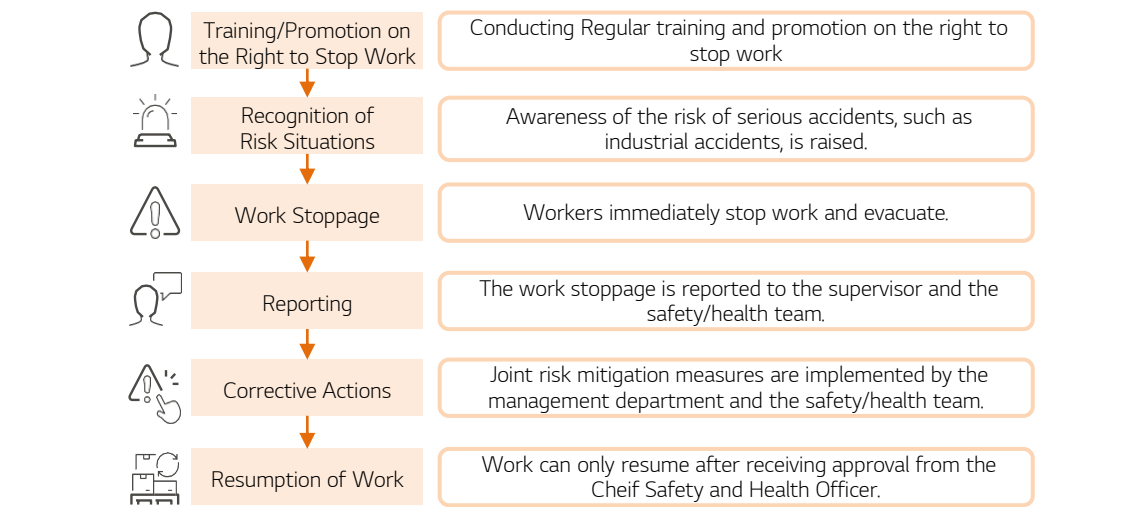 Training/Promotion on
the Right to Stop Work
Conducting Regular training and promotion on the right to
stop work
Recognition of
Risk Situations
Awareness of the risk of serious accidents, such as
industrial accidents, is raised.
Work Stoppage
Workers immediately stop work and evacuate.
Reporting
The work stoppage is reported to the supervisor and the
safety/health team.
Corrective Actions
Joint risk mitigation measures are implemented by the
management department and the safety/health team.
Resumption of Work
Work can only resume after receiving approval from the
Cheif Safety and Health Officer.